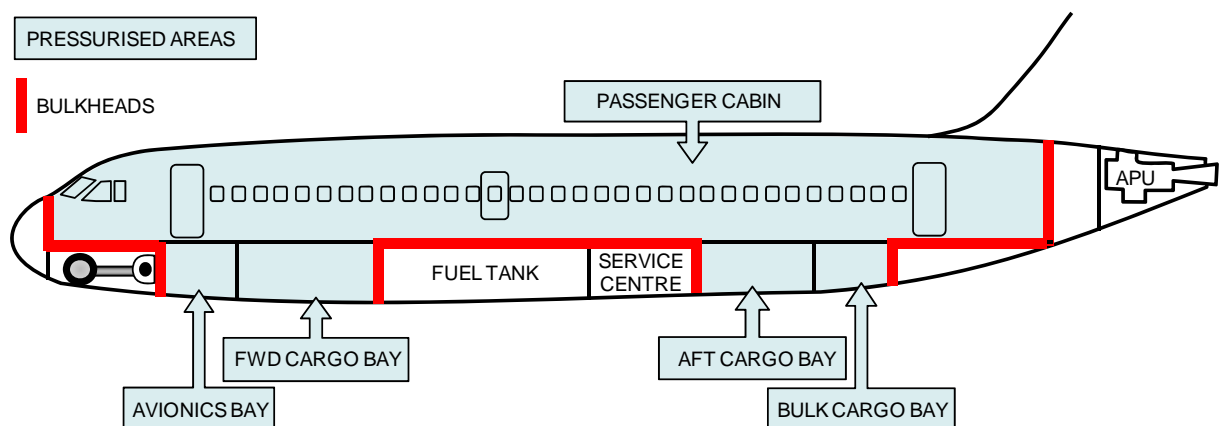 PRESSURISED AREAS
BULKHEADS
PASSENGER CABIN
APU
FUEL TANK
SERVICE
CENTRE
FWD CARGO BAY
AFT CARGO BAY
AVIONICS BAY
BULK CARGO BAY